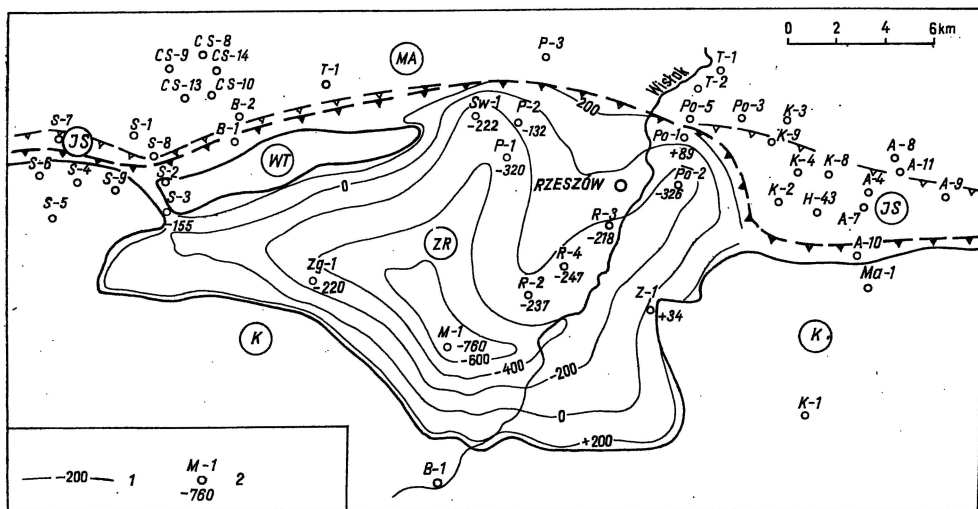 0 2 4 6 km
CS-8
CS-9
CS-14
CS-13
CS-10
MA
P-3
T-1
Wisłok
T-1
T-2
S-7
JS
S-1
B-2
B-1
200
Sw-1
-222
P-2
-132
Po-5
Po-3
K-3
K-9
Po-1
+89
S-8
S-6
S-4
S-9
S-2
WT
P-1
-320
K-4
K-8
A-8
A-11
S-5
S-3
-155
0
RZESZÓW
Po-2
-326
K-2
H-43
A-4
A-7
JS
A-9
R-3
-218
ZR
Zg-1
-220
R-4
-247
R-2
-237
A-10
Ma-1
Z-1
+34
K
M-1
-760
-600
-400
-200
K.
0
+200
K-1
B-1
-200 1
M-1
-760
2